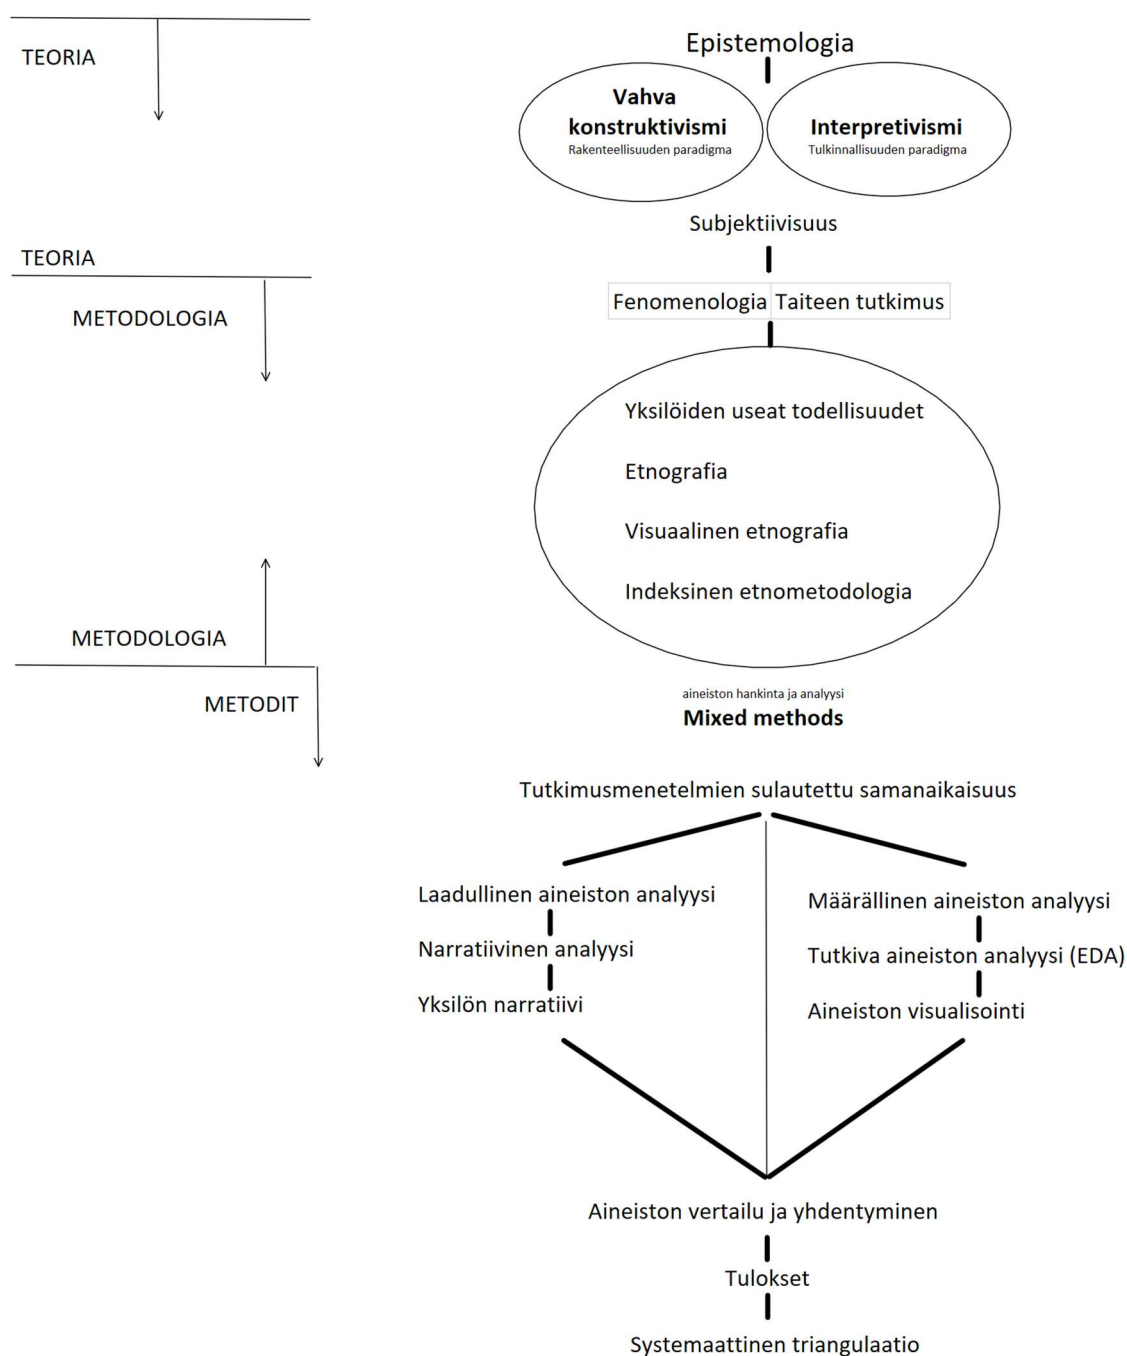 TEORIA
Epistemologia
Vahva
konstruktivismi
Rakenteellisuuden paradigma
Interpretivismi
Tulkinnallisuuden paradigma
Subjektiivisuus
TEORIA
METODOLOGIA
Fenomenologia
Taiteen tutkimus
Yksilöiden useat todellisuudet
Etnografia
Visuaalinen etnografia
Indeksinen etnometodologia
METODOLOGIA
METODIT
aineiston hankinta ja analyysi
Mixed methods
Tutkimusmenetelmien sulautettu samanaikaisuus
Laadullinen aineiston analyysi
Narratiivinen analyysi
Yksilön narratiivi
Määrällinen aineiston analyysi
Tutkiva aineiston analyysi (EDA)
Aineiston visualisointi
Aineiston vertailu ja yhdentyminen
Tulokset
Systemaattinen triangulaatio